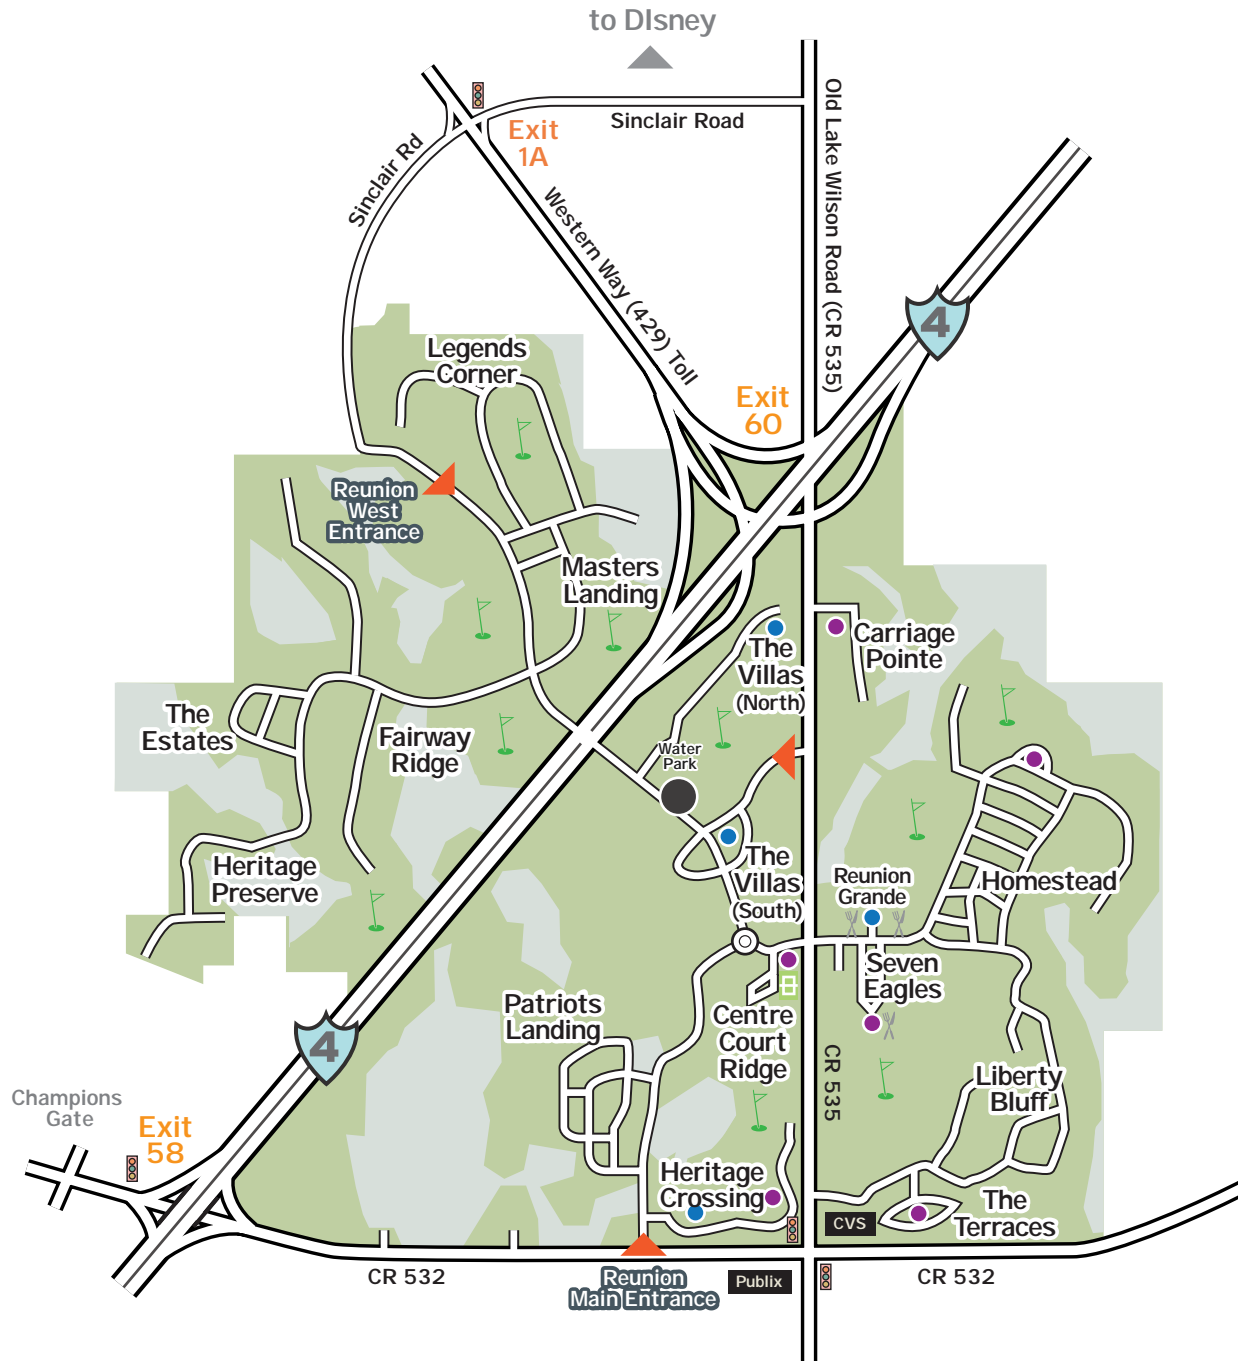 to DIsney
Sinclair Road
Exit
1A
Sinclair Rd
Old Lake Wilson Road (CR 535)
Western Way (429) Toll
4
Legends
Corner
Exit
60
Reunion
West
Entrance
Masters
Landing
The
Villas
(North)
Carriage
Pointe
The
Estates
Fairway
Ridge
Water
Park
Heritage
Preserve
The
Villas
(South)
Reunion
Grande
Homestead
Seven
Eagles
Patriots
Landing
Centre
Court
Ridge
4
CR 535
Liberty
Bluff
Champions
Gate
Exit
58
Heritage
Crossing
The
Terraces
CVS
CR 532
Reunion
Main Entrance
Publix
CR 532